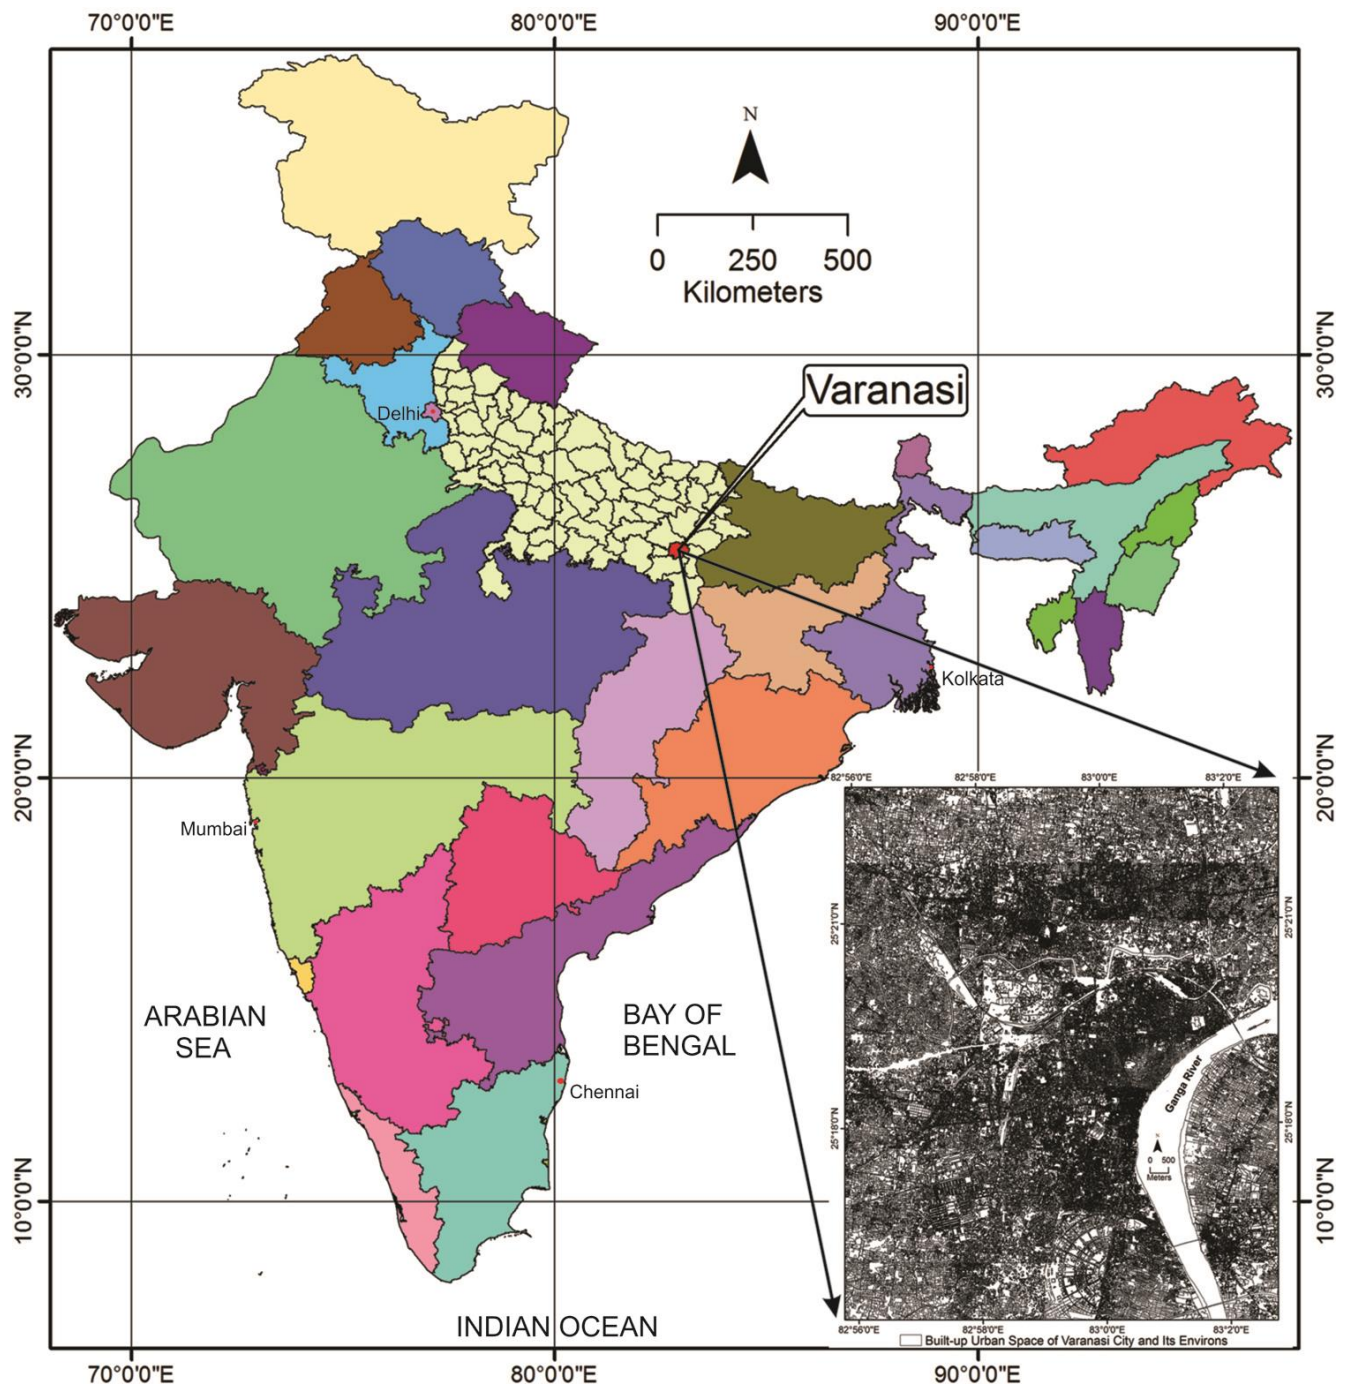 70°0'0"E 80°0'0"E 90°0'0"E
N
0 250 500
Kilometers
30°0'0"N 30°0'0"N
Varanasi
Delhi
Kolkata
20°0'0"N 20°0'0"N
Mumbai
ARABIAN
SEA
BAY OF
BENGAL
Chennai
10°0'0"N 10°0'0"N
INDIAN OCEAN
82°56'0"E 82°58'0"E 83°0'0"E 83°2'0"E
25°21'0"N 25°21'0"N
Ganga River
25°18'0"N 25°18'0"N
N
0 500
Meters
82°56'0"E 82°58'0"E 83°0'0"E 83°2'0"E
Built-up Urban Space of Varanasi City and Its Environs
70°0'0"E 80°0'0"E 90°0'0"E